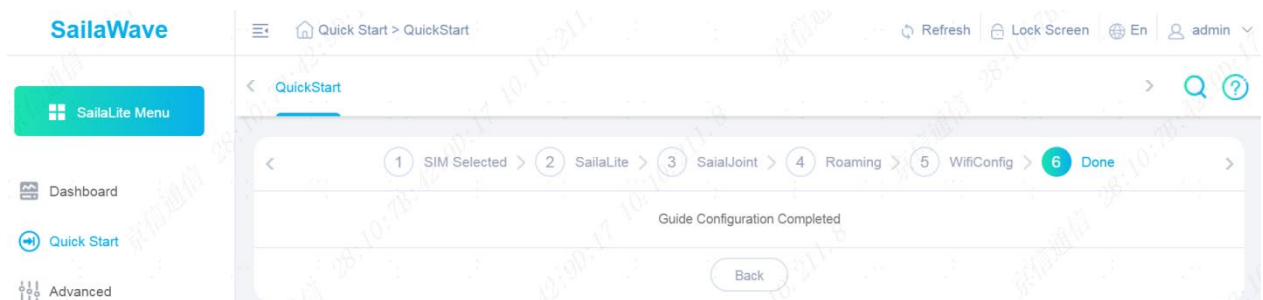 SailaWave
Quick Start > QuickStart
Refresh
Lock Screen
En
admin
SailaLite Menu
< QuickStart >
< 1 SIM Selected > 2 SailaLite > 3 SaialJoint > 4 Roaming > 5 WifiConfig > 6 Done >
Dashboard
Guide Configuration Completed
Quick Start
Back
Advanced